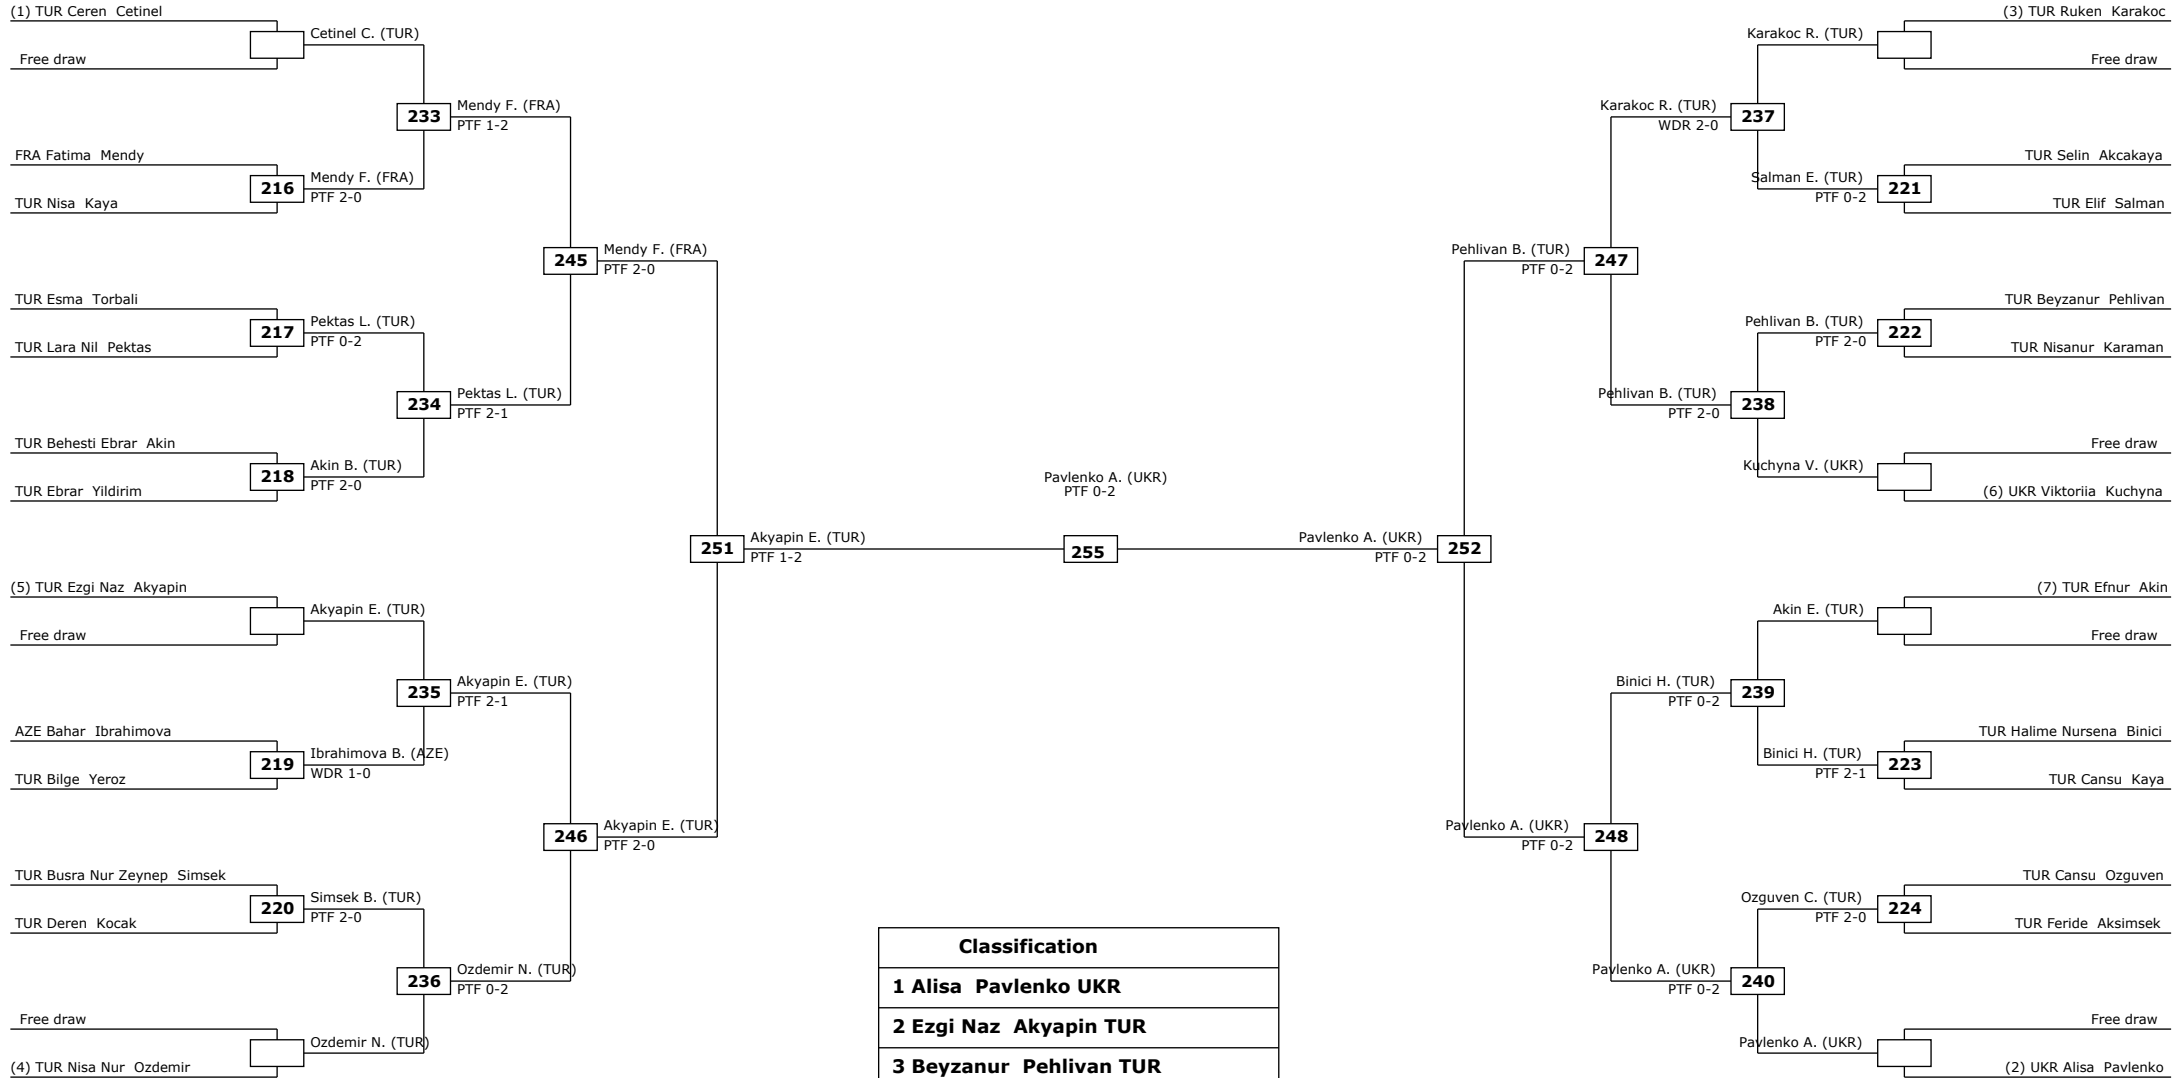 (1) TUR Ceren Cetinel
Cetinel C. (TUR)
Free draw
233
Mendy F. (FRA)
PTF 1-2
FRA Fatima Mendy
216
Mendy F. (FRA)
PTF 2-0
TUR Nisa Kaya
245
Mendy F. (FRA)
PTF 2-0
TUR Esma Torbali
217
Pektas L. (TUR)
PTF 0-2
TUR Lara Nil Pektas
234
Pektas L. (TUR)
PTF 2-1
TUR Behesti Ebrar Akin
218
Akin B. (TUR)
PTF 2-0
TUR Ebrar Yildirim
251
Akyapin E. (TUR)
PTF 1-2
(5) TUR Ezgi Naz Akyapin
Akyapin E. (TUR)
Free draw
235
Akyapin E. (TUR)
PTF 2-1
AZE Bahar Ibrahimova
219
Ibrahimova B. (AZE)
WDR 1-0
TUR Bilge Yeroz
246
Akyapin E. (TUR)
PTF 2-0
TUR Busra Nur Zeynep Simsek
220
Simsek B. (TUR)
PTF 2-0
TUR Deren Kocak
236
Ozdemir N. (TUR)
PTF 0-2
Free draw
Ozdemir N. (TUR)
(4) TUR Nisa Nur Ozdemir
Pavlenko A. (UKR)
PTF 0-2
255
(3) TUR Ruken Karakoc
Karakoc R. (TUR)
Free draw
Karakoc R. (TUR)
WDR 2-0
237
TUR Selin Akcakaya
Salman E. (TUR)
PTF 0-2
221
TUR Elif Salman
Pehlivan B. (TUR)
PTF 0-2
247
TUR Beyzanur Pehlivan
Pehlivan B. (TUR)
PTF 2-0
222
TUR Nisanur Karaman
Pehlivan B. (TUR)
PTF 2-0
238
Free draw
Kuchyna V. (UKR)
(6) UKR Viktoriia Kuchyna
Pavlenko A. (UKR)
PTF 0-2
252
(7) TUR Efnur Akin
Akin E. (TUR)
Free draw
Binici H. (TUR)
PTF 0-2
239
TUR Halime Nursena Binici
Binici H. (TUR)
PTF 2-1
223
TUR Cansu Kaya
Pavlenko A. (UKR)
PTF 0-2
248
TUR Cansu Ozguven
Ozguven C. (TUR)
PTF 2-0
224
TUR Feride Aksimsek
Pavlenko A. (UKR)
PTF 0-2
240
Free draw
Pavlenko A. (UKR)
(2) UKR Alisa Pavlenko
Classification
1 Alisa Pavlenko UKR
2 Ezgi Naz Akyapin TUR
3 Beyzanur Pehlivan TUR